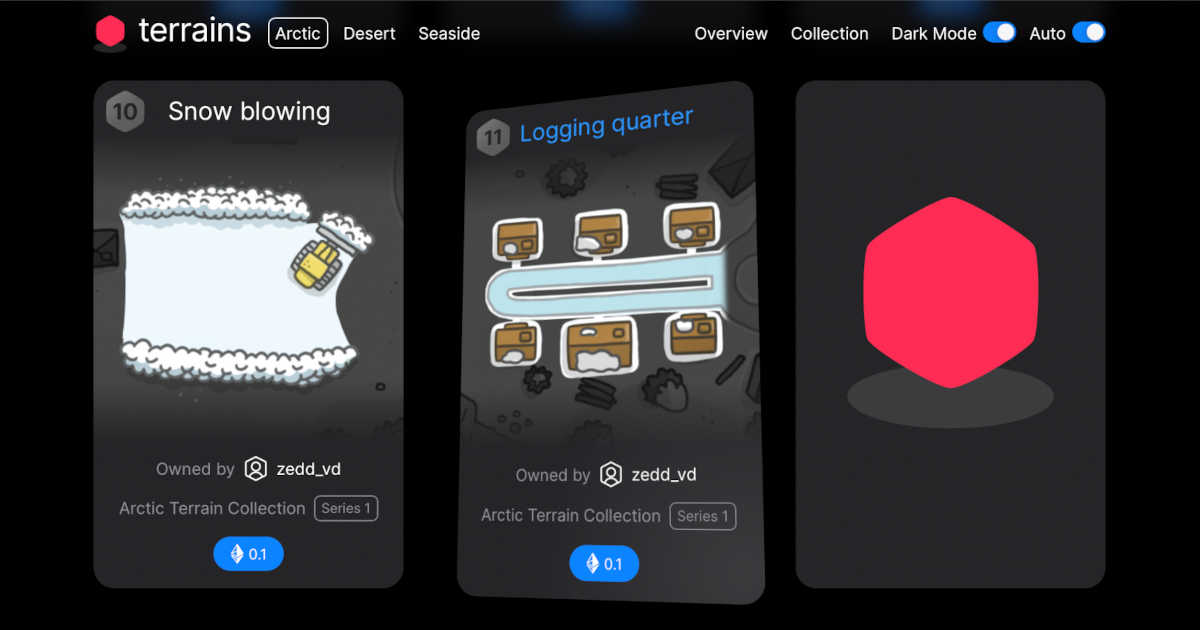 terrains Arctic Desert Seaside Overview Collection Dark Mode Auto
10 Snow blowing
Owned by zedd_vd
Arctic Terrain Collection Series 1
0.1
11 Logging quarter
Owned by zedd_vd
Arctic Terrain Collection Series 1
0.1